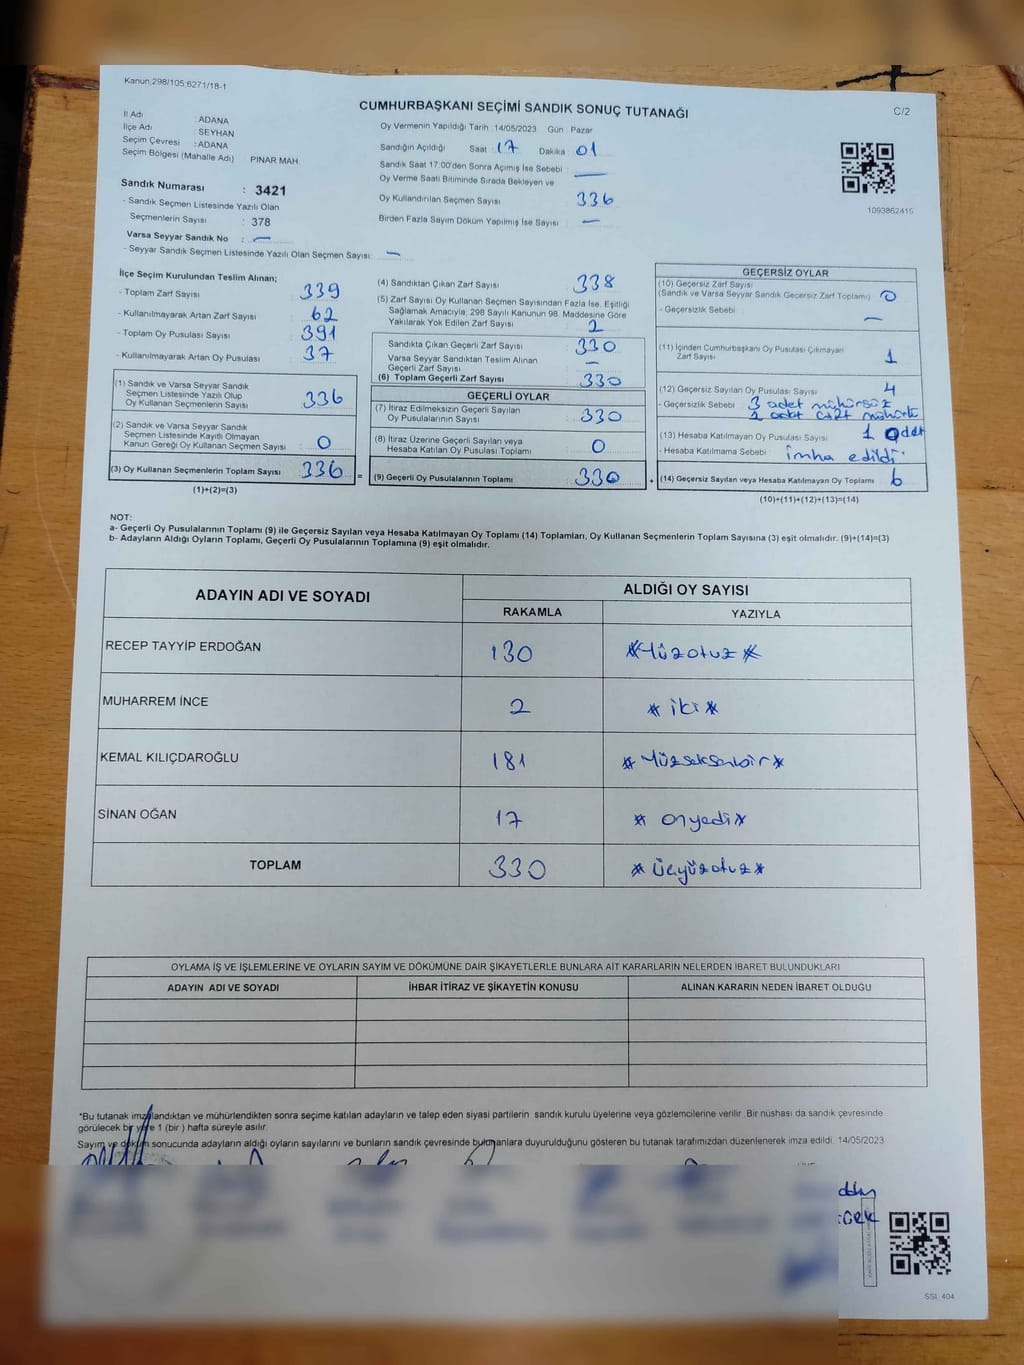 Kanun:298/105;6271/18-1
CUMHURBAŞKANI SEÇİMİ SANDIK SONUÇ TUTANAĞI
C/2
İl Adı : ADANA
İlçe Adı : SEYHAN
Seçim Çevresi : ADANA
Seçim Bölgesi (Mahalle Adı) PINAR MAH.
Oy Vermenin Yapıldığı Tarih :14/05/2023 Gün : Pazar
Sandığın Açıldığı Saat : 17 Dakika 01
Sandık Saat 17.00'den Sonra Açımış İse Sebebi : —
Oy Verme Saati Bitiminde Sırada Bekleyen ve
Oy Kullandırılan Seçmen Sayısı 336
Birden Fazla Sayım Döküm Yapılmış İse Sayısı —
1093862415
Sandık Numarası : 3421
- Sandık Seçmen Listesinde Yazılı Olan
Seçmenlerin Sayısı : 378
Varsa Seyyar Sandık No : —
- Seyyar Sandık Seçmen Listesinde Yazılı Olan Seçmen Sayısı: —
İlçe Seçim Kurulundan Teslim Alınan;
- Toplam Zarf Sayısı 339
- Kullanılmayarak Artan Zarf Sayısı 62
- Toplam Oy Pusulası Sayısı 391
- Kullanılmayarak Artan Oy Pusulası 37
(1) Sandık ve Varsa Seyyar Sandık
Seçmen Listesinde Yazılı Olup
Oy Kullanan Seçmenlerin Sayısı 336
(2) Sandık ve Varsa Seyyar Sandık
Seçmen Listesinde Kayıtlı Olmayan
Kanun Gereği Oy Kullanan Seçmen Sayısı 0
(3) Oy Kullanan Seçmenlerin Toplam Sayısı 336 =
(1)+(2)=(3)
(4) Sandıktan Çıkan Zarf Sayısı 338
(5) Zarf Sayısı Oy Kullanan Seçmen Sayısından Fazla İse, Eşitliği
Sağlamak Amacıyla, 298 Sayılı Kanunun 98. Maddesine Göre
Yakılarak Yok Edilen Zarf Sayısı 2
Sandıkta Çıkan Geçerli Zarf Sayısı 330
Varsa Seyyar Sandıktan Teslim Alınan
Geçerli Zarf Sayısı —
(6) Toplam Geçerli Zarf Sayısı 330
GEÇERLİ OYLAR
(7) İtiraz Edilmeksizin Geçerli Sayılan
Oy Pusulalarının Sayısı 330
(8) İtiraz Üzerine Geçerli Sayılan veya
Hesaba Katılan Oy Pusulası Toplamı 0
(9) Geçerli Oy Pusulalarının Toplamı 330 +
GEÇERSİZ OYLAR
(10) Geçersiz Zarf Sayısı
(Sandık ve Varsa Seyyar Sandık Geçersiz Zarf Toplamı) 0
- Geçersizlik Sebebi —
(11) İçinden Cumhurbaşkanı Oy Pusulası Çıkmayan
Zarf Sayısı 1
(12) Geçersiz Sayılan Oy Pusulası Sayısı 4
- Geçersizlik Sebebi 3 adet mühürsüz
1 adet çift mühürlü
(13) Hesaba Katılmayan Oy Pusulası Sayısı 1 adet
- Hesaba Katılmama Sebebi imha edildi.
(14) Geçersiz Sayılan veya Hesaba Katılmayan Oy Toplamı 6
(10)+(11)+(12)+(13)=(14)
NOT:
a- Geçerli Oy Pusulalarının Toplamı (9) ile Geçersiz Sayılan veya Hesaba Katılmayan Oy Toplamı (14) Toplamları, Oy Kullanan Seçmenlerin Toplam Sayısına (3) eşit olmalıdır. (9)+(14)=(3)
b- Adayların Aldığı Oyların Toplamı, Geçerli Oy Pusulalarının Toplamına (9) eşit olmalıdır.
ADAYIN ADI VE SOYADI
ALDIĞI OY SAYISI
RAKAMLA YAZIYLA
RECEP TAYYİP ERDOĞAN 130 *Yüzotuz*
MUHARREM İNCE 2 *iki*
KEMAL KILIÇDAROĞLU 181 *Yüzseksenbir*
SİNAN OĞAN 17 *onyedi*
TOPLAM 330 *üçyüzotuz*
OYLAMA İŞ VE İŞLEMLERİNE VE OYLARIN SAYIM VE DÖKÜMÜNE DAİR ŞİKAYETLERLE BUNLARA AİT KARARLARIN NELERDEN İBARET BULUNDUKLARI
ADAYIN ADI VE SOYADI İHBAR İTİRAZ VE ŞİKAYETİN KONUSU ALINAN KARARIN NEDEN İBARET OLDUĞU
*Bu tutanak imzalandıktan ve mühürlendikten sonra seçime katılan adayların ve talep eden siyasi partilerin sandık kurulu üyelerine veya gözlemcilerine verilir. Bir nüshası da sandık çevresinde
görülecek bir yere 1 (bir ) hafta süreyle asılır.
Sayım ve döküm sonucunda adayların aldığı oyların sayılarını ve bunların sandık çevresinde bulunanlara duyurulduğunu gösteren bu tutanak tarafımızdan düzenlenerek imza edildi. 14/05/2023
SSI_404